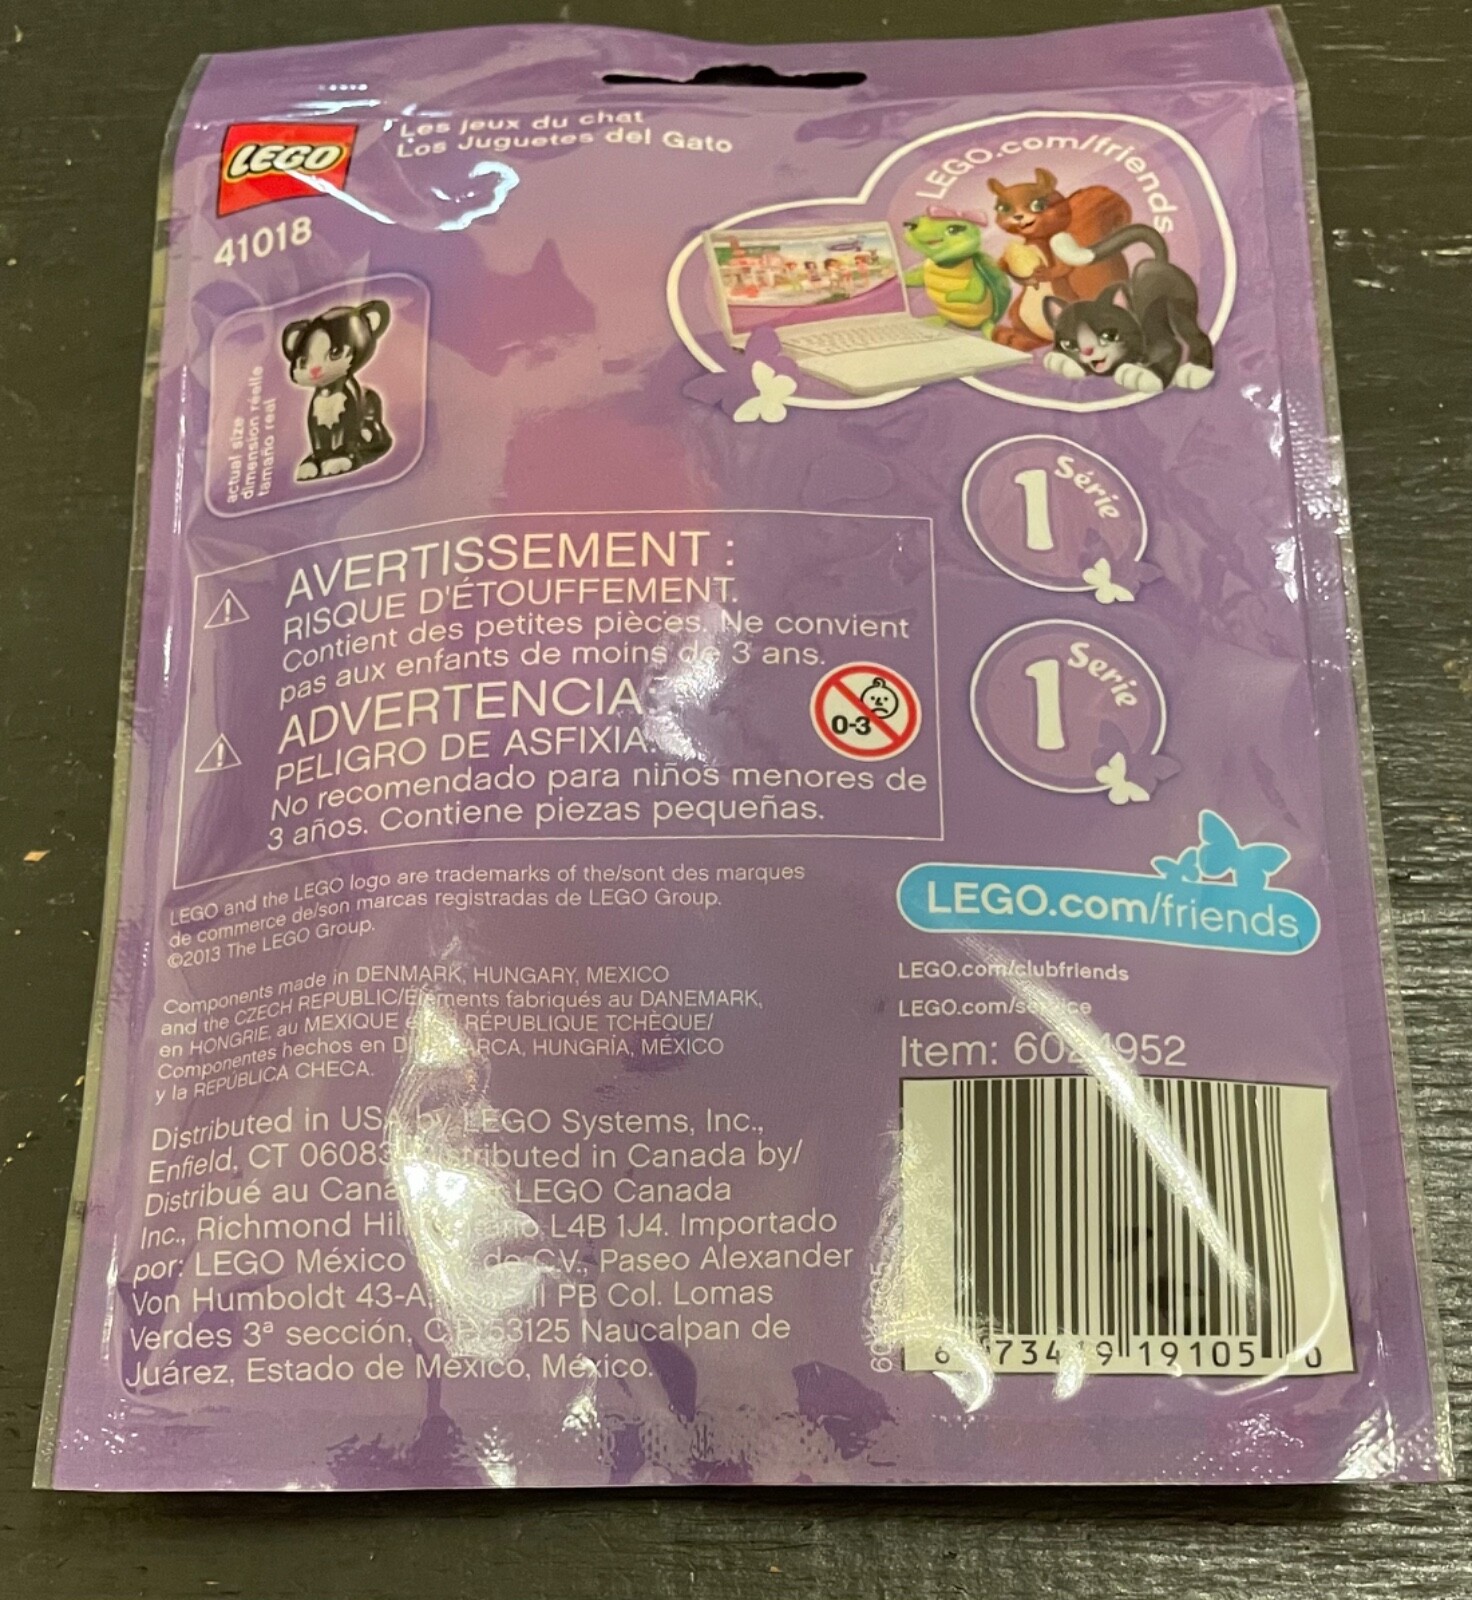 LEGO
41018
Les jeux du chat
Los Juguetes del Gato
LEGO.com/friends
actual size
dimension réelle
tamaño real
1 Série
1 Serie
AVERTISSEMENT :
RISQUE D'ÉTOUFFEMENT.
Contient des petites pièces. Ne convient
pas aux enfants de moins de 3 ans.
ADVERTENCIA:
PELIGRO DE ASFIXIA.
No recomendado para niños menores de
3 años. Contiene piezas pequeñas.
0-3
LEGO and the LEGO logo are trademarks of the/sont des marques
de commerce de/son marcas registradas de LEGO Group.
©2013 The LEGO Group.
Components made in DENMARK, HUNGARY, MEXICO
and the CZECH REPUBLIC/Éléments fabriqués au DANEMARK,
en HONGRIE, au MEXIQUE RÉPUBLIQUE TCHÈQUE/
Componentes hechos en HUNGRÍA, MÉXICO
y la REPÚBLICA CHECA.
Distributed in USA by LEGO Systems, Inc.,
Enfield, CT 06083 Distributed in Canada by/
Distribué au LEGO Canada
Inc., Richmond L4B 1J4. Importado
por: LEGO México de C.V., Paseo Alexander
Von Humboldt 43-A, PB Col. Lomas
Verdes 3ª sección, C.P. 53125 Naucalpan de
Juárez, Estado de México, México.
LEGO.com/friends
LEGO.com/clubfriends
LEGO.com/service
Item:
6 73419 19105 0